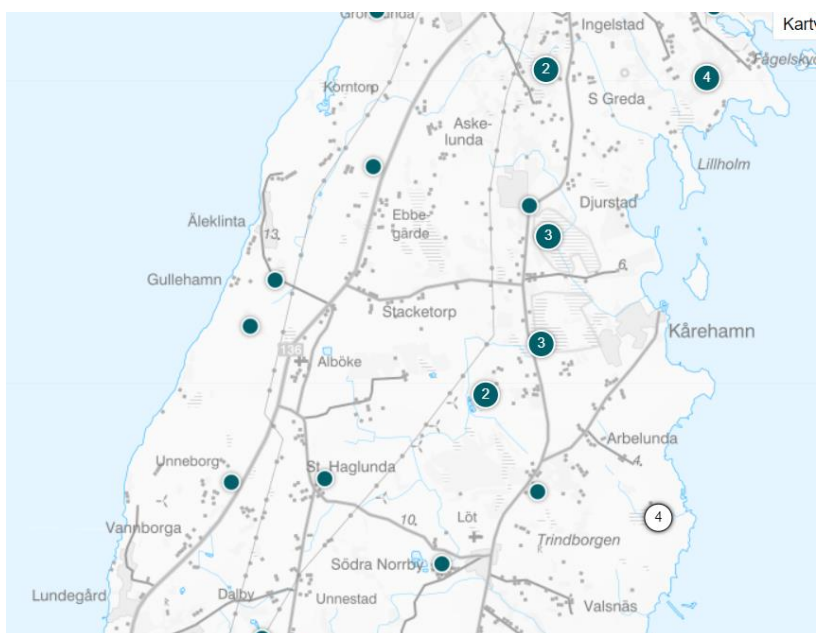 Ingelstad
Kartv
2
4
Korntorp
S Greda
Aske-
lunda
Lillholm
Djurstad
Äleklinta
13,
Ebbe-
gärde
3
6,
Gullehamn
Stacketorp
Kårehamn
136
3
Alböke
2
Arbelunda
4,
Unneborg
St. Haglunda
10,
Löt
4
Vannborga
Trindborgen
Södra Norrby
Lundegård
Dalby
Unnestad
Valsnäs